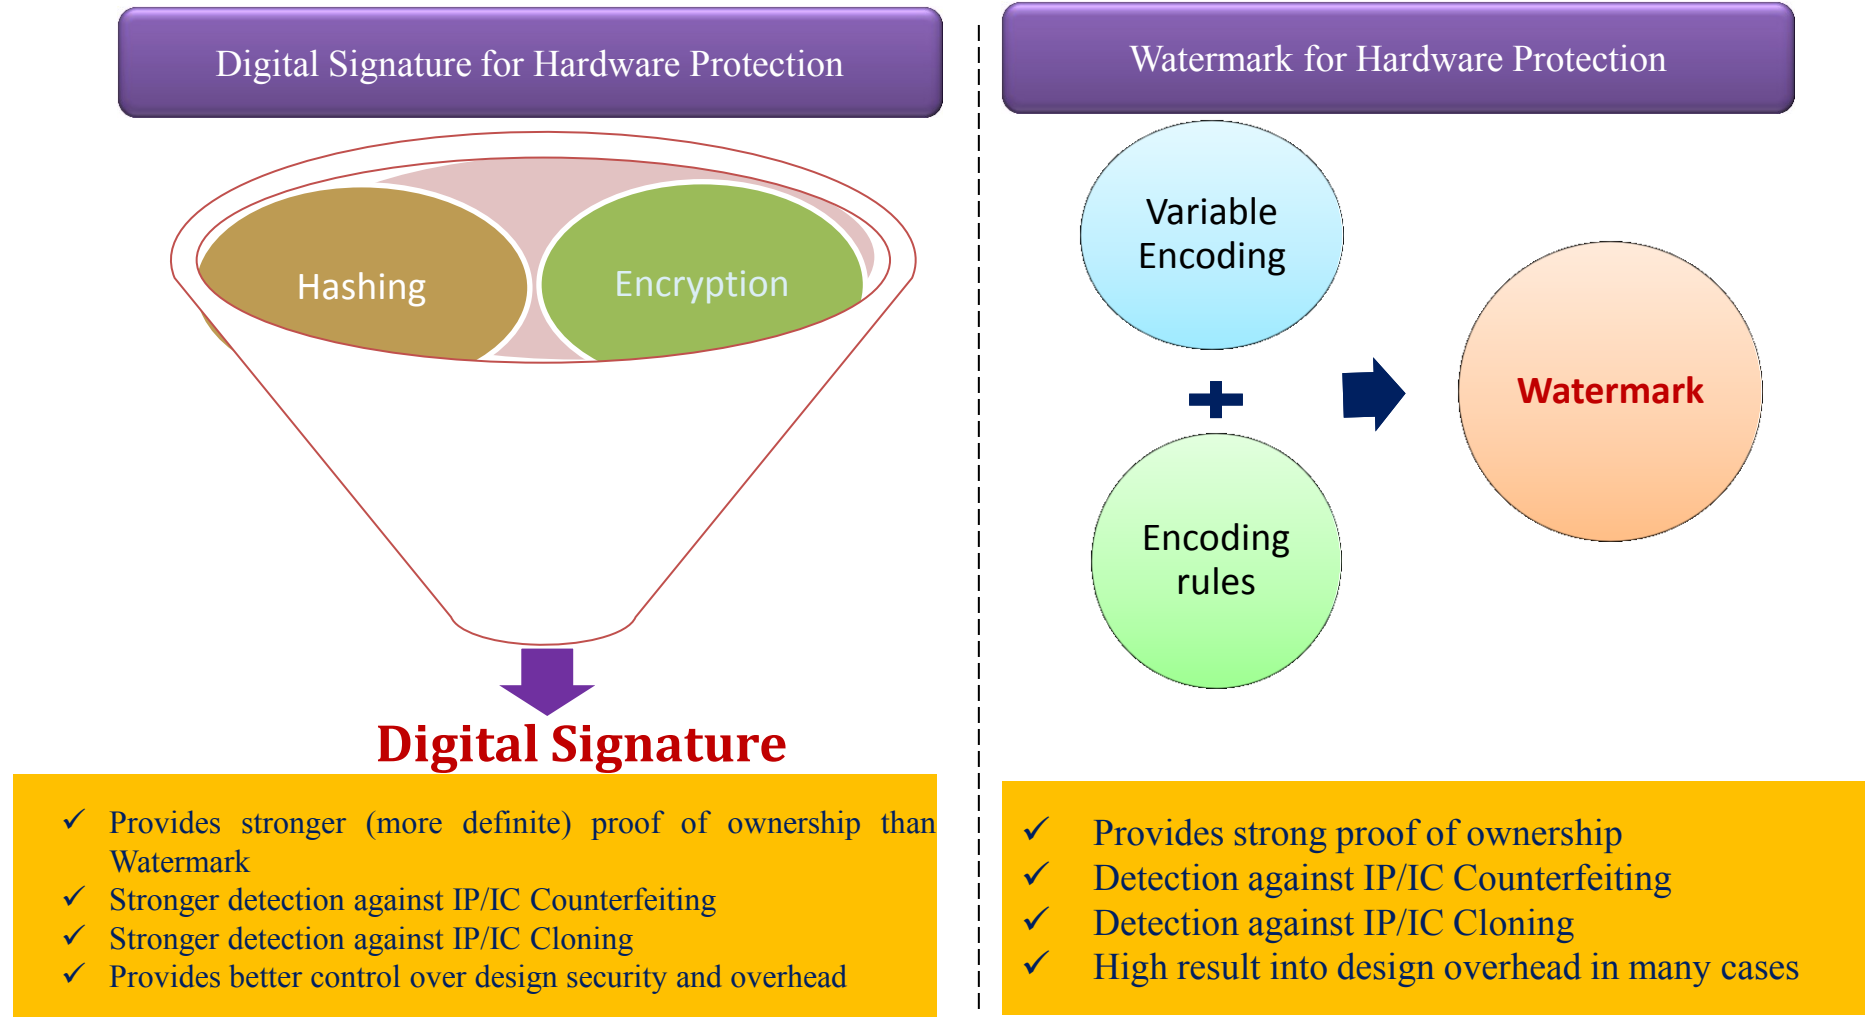 Digital Signature for Hardware Protection
Hashing
Encryption
Digital Signature
✓ Provides stronger (more definite) proof of ownership than
Watermark
✓ Stronger detection against IP/IC Counterfeiting
✓ Stronger detection against IP/IC Cloning
✓ Provides better control over design security and overhead
Watermark for Hardware Protection
Variable
Encoding
+
Encoding
rules
Watermark
✓ Provides strong proof of ownership
✓ Detection against IP/IC Counterfeiting
✓ Detection against IP/IC Cloning
✓ High result into design overhead in many cases